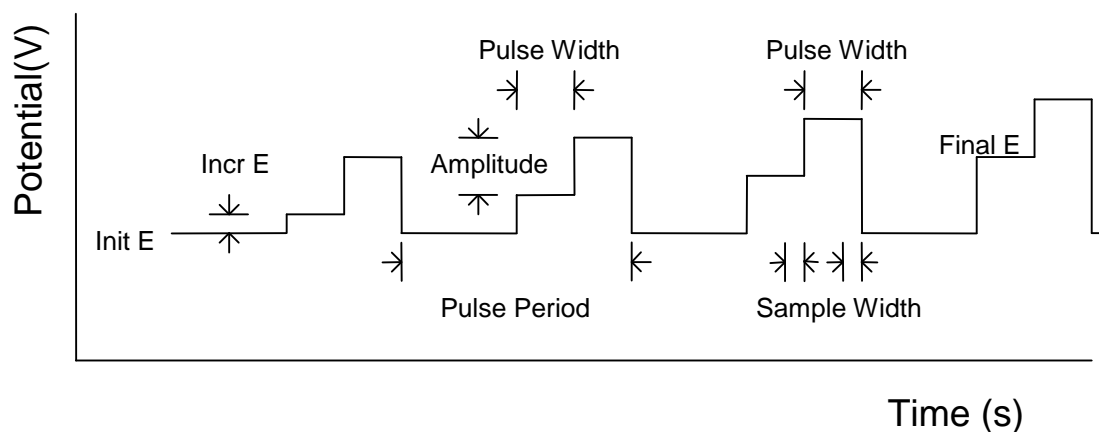 Potential(V)
Pulse Width
Pulse Width
Incr E
Amplitude
Final E
Init E
Pulse Period
Sample Width
Time (s)